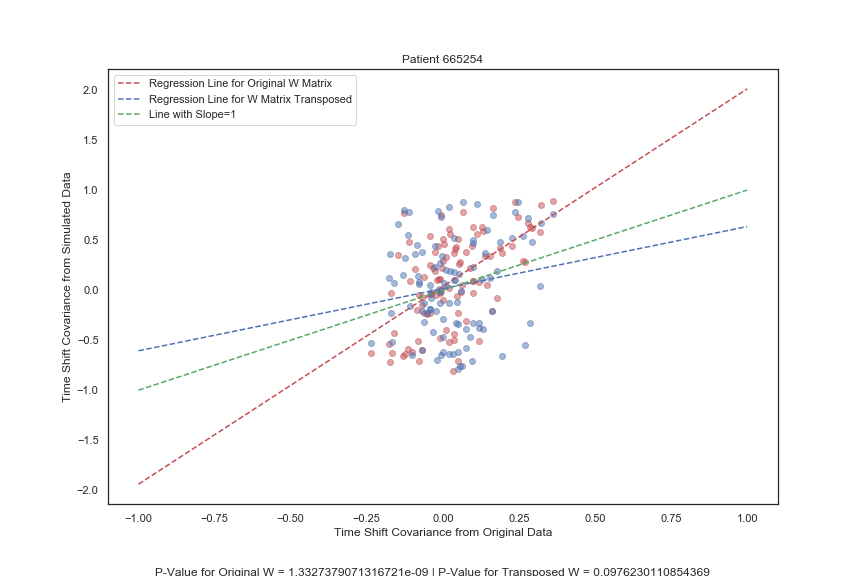 Patient 665254
Regression Line for Original W Matrix
Regression Line for W Matrix Transposed
Line with Slope=1
Time Shift Covariance from Simulated Data
2.0
1.5
1.0
0.5
0.0
−0.5
−1.0
−1.5
−2.0
−1.00 −0.75 −0.50 −0.25 0.00 0.25 0.50 0.75 1.00
Time Shift Covariance from Original Data
P-Value for Original W = 1.3327379071316721e-09 | P-Value for Transposed W = 0.0976230110854369